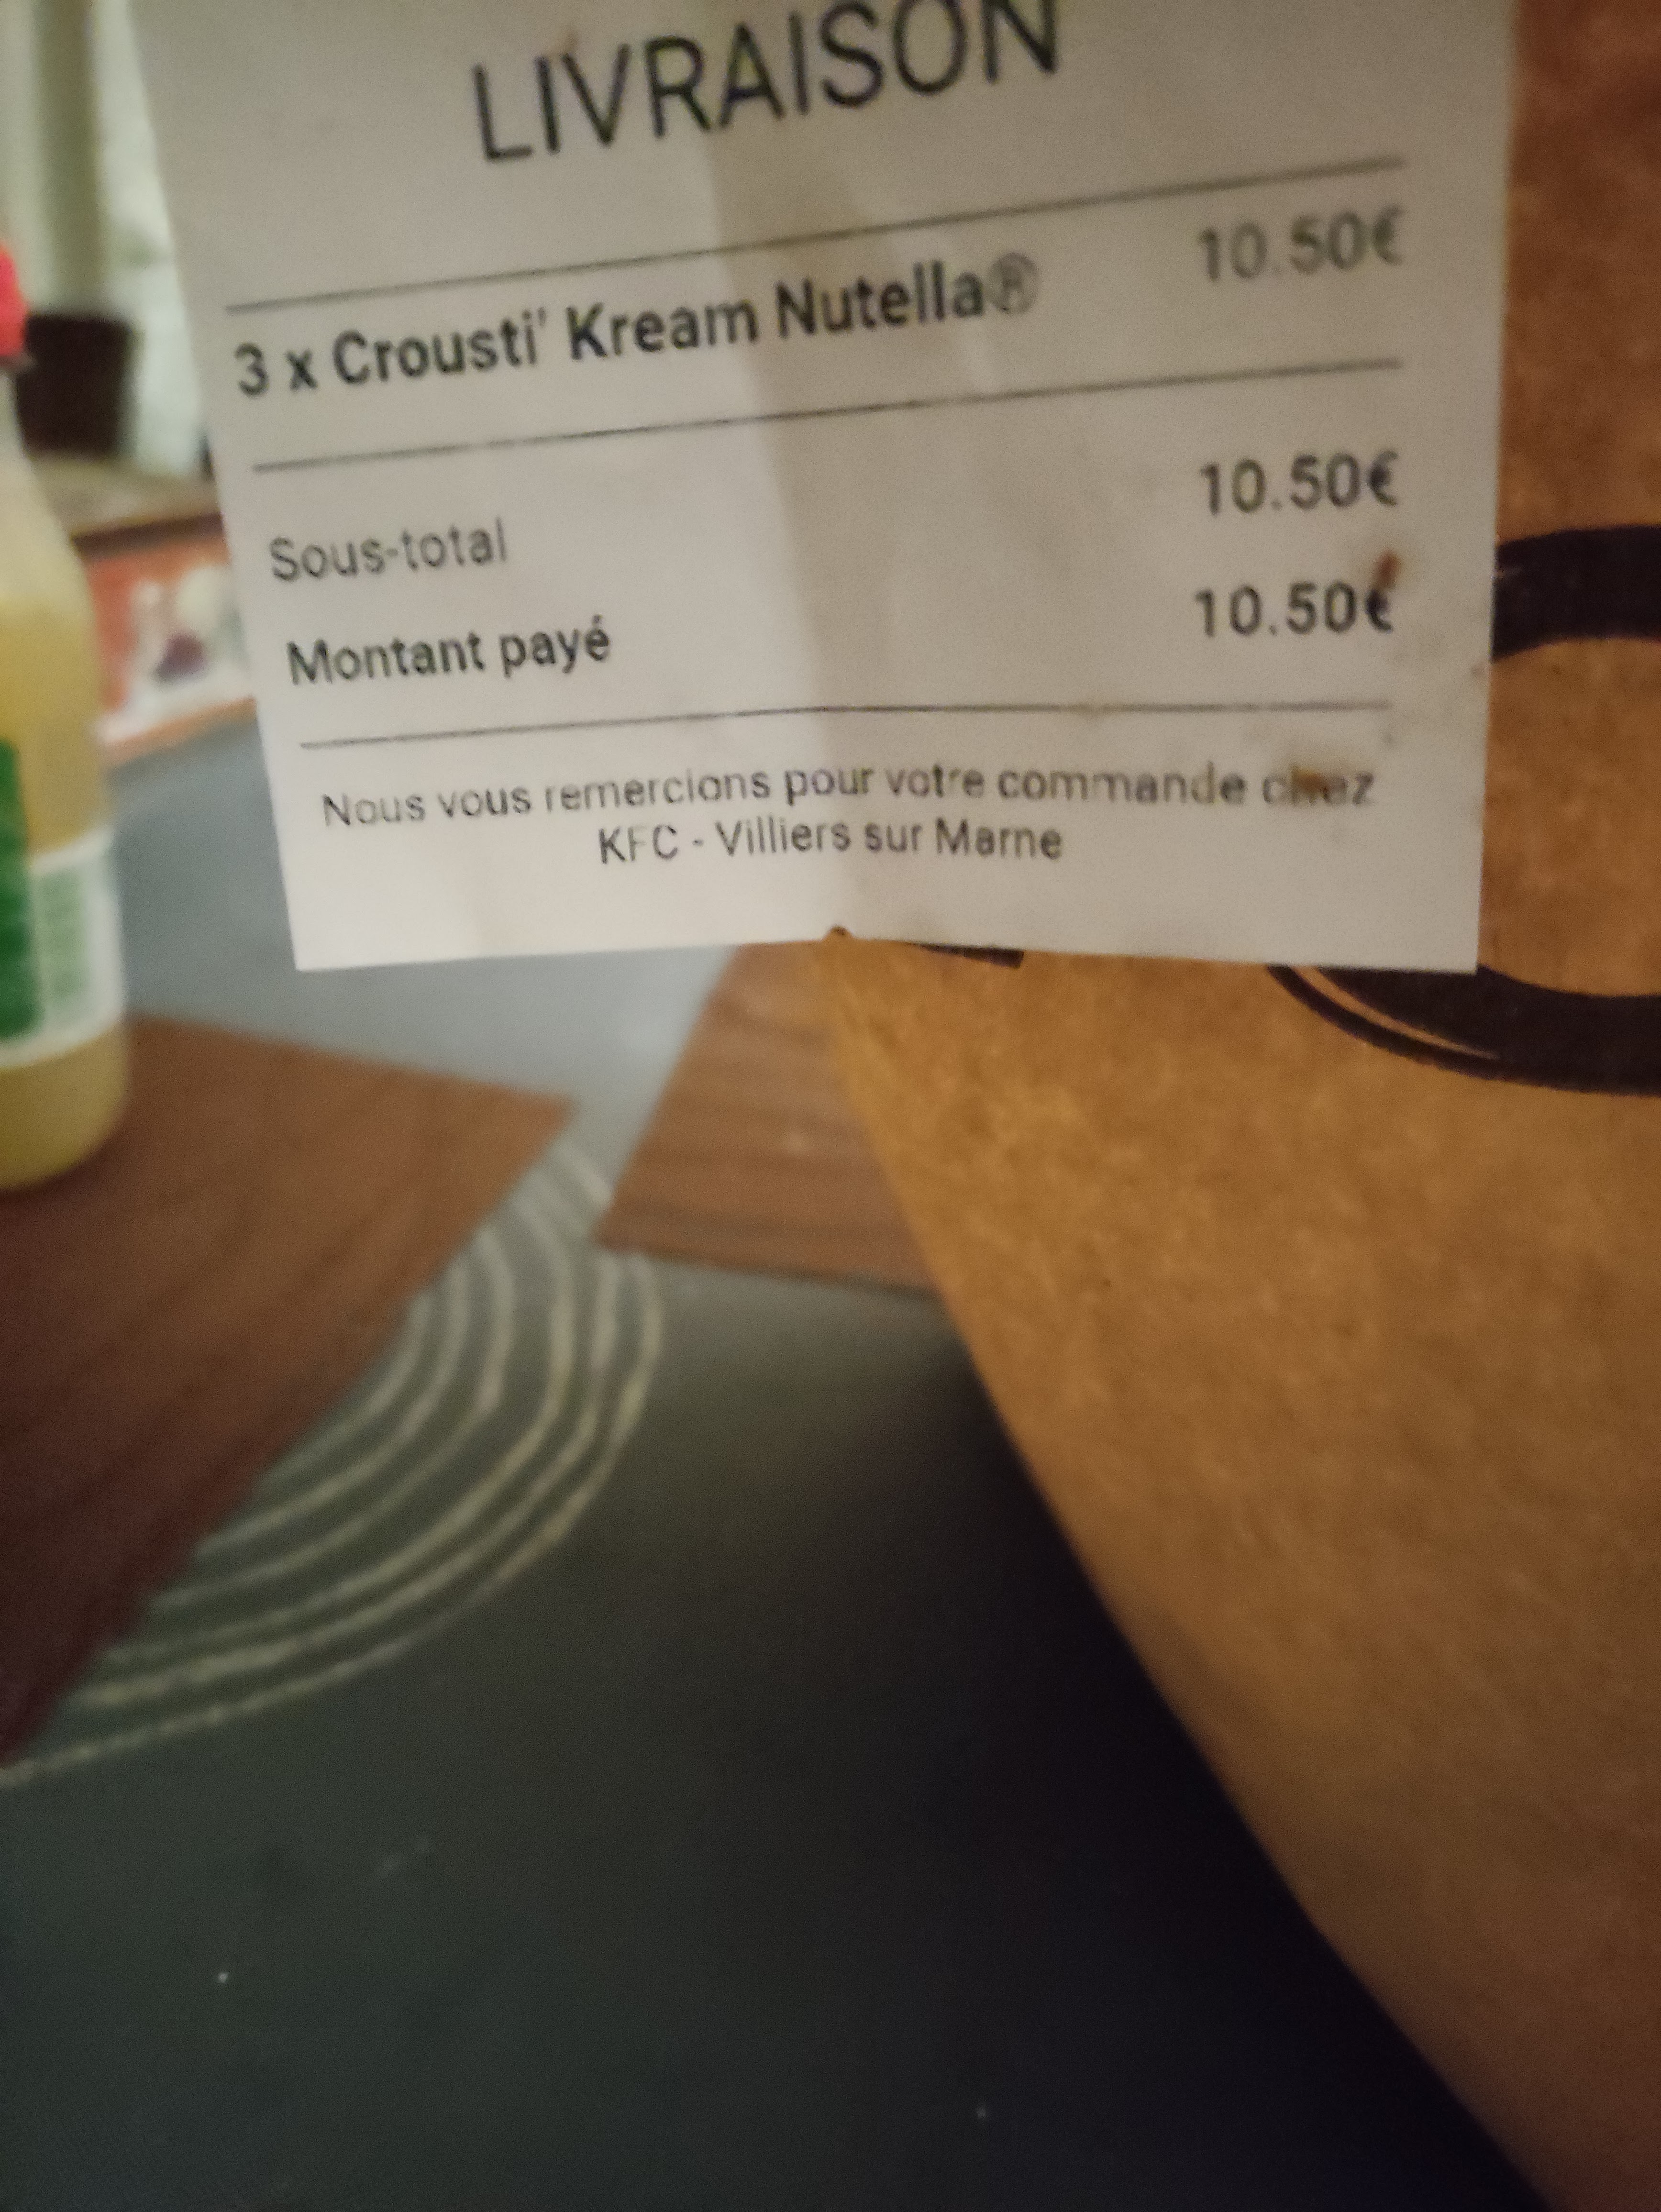 LIVRAISON
3 x Crousti' Kream Nutella® 10.50€
Sous-total 10.50€
Montant payé 10.50€
Nous vous remercions pour votre commande chez
KFC - Villiers sur Marne